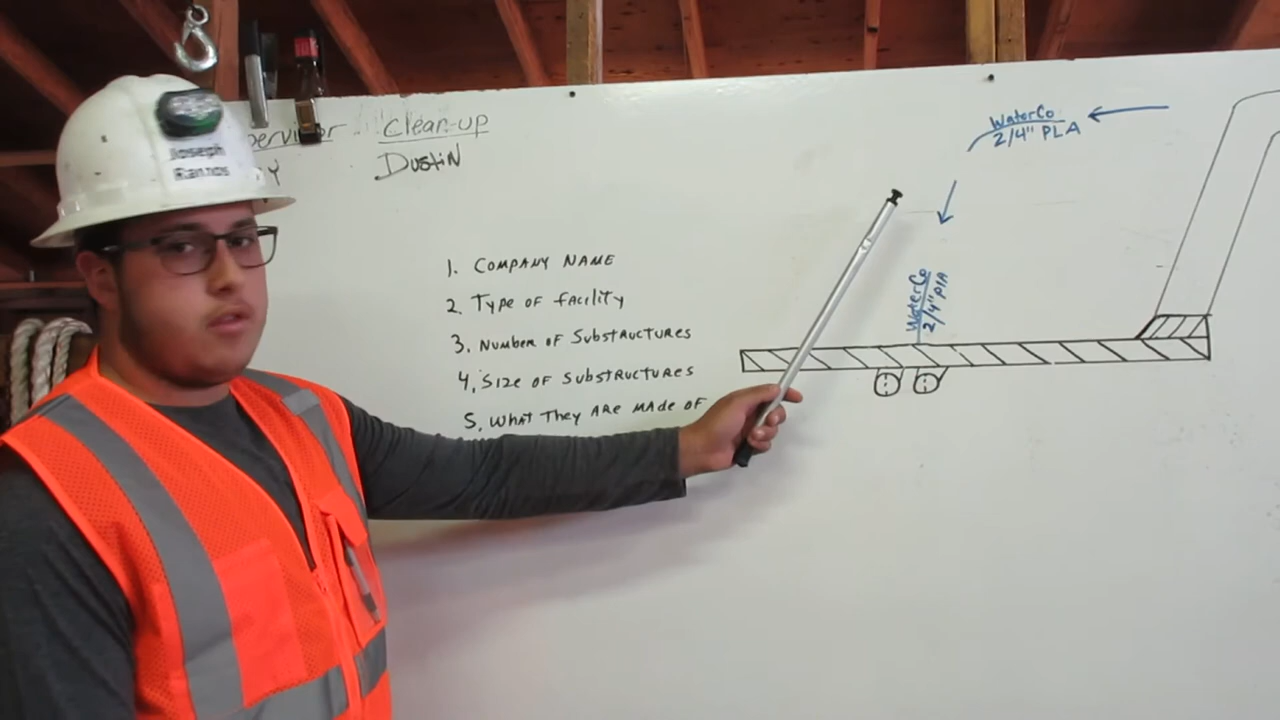 Joseph
Ramos
Clean-up
Dustin
1. Company Name
2. Type of facility
3. Number of Substructures
4. Size of Substructures
5. What They Are Made Of
WaterCo
2/4" PLA
WaterCo
2/4" PLA